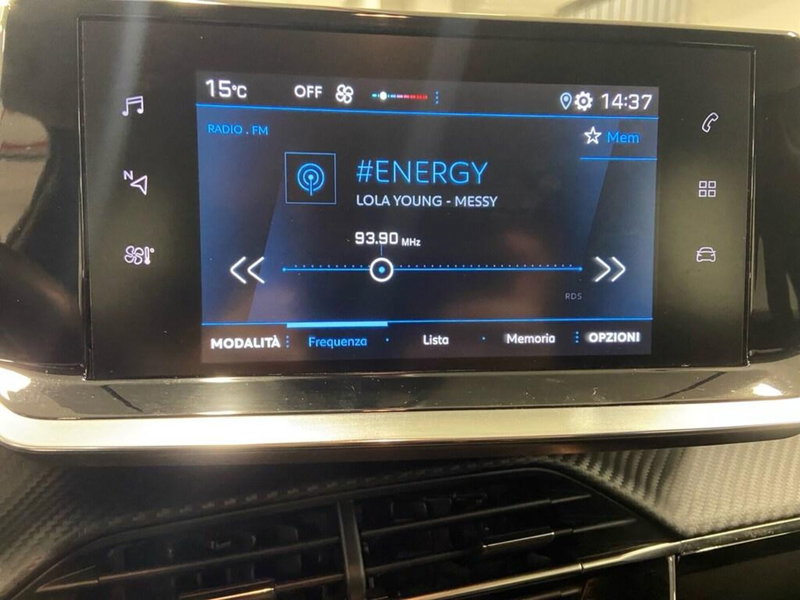 15°C OFF 14:37
RADIO . FM
Mem
#ENERGY
LOLA YOUNG - MESSY
93.90 MHz
N
RDS
MODALITÀ Frequenza Lista Memoria OPZIONI